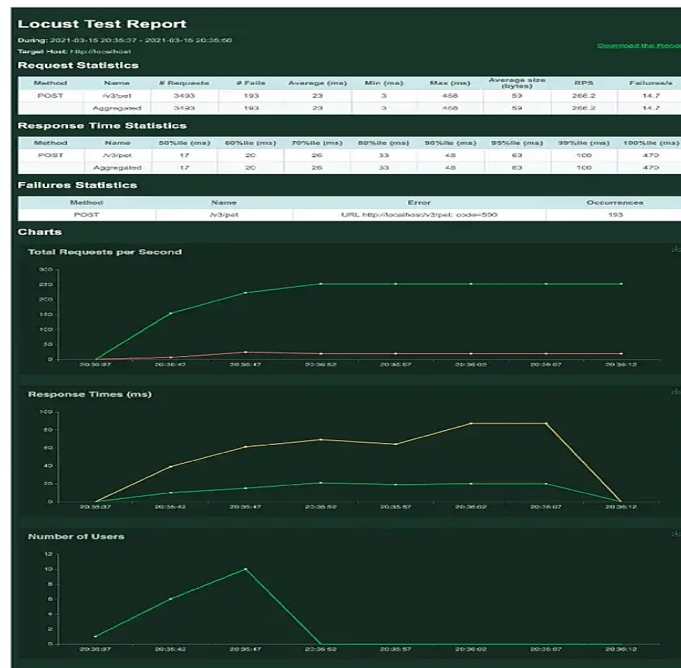 Locust Test Report
During: 2021-03-15 20:35:37 - 2021-03-15 20:35:50
Target Host: http://localhost
Download the Repo
Request Statistics
Method Name # Requests # Fails Average (ms) Min (ms) Max (ms) Average size (bytes) RPS Failures/s
POST /v3/pet 3493 193 23 3 468 59 266.2 14.7
Aggregated 3493 193 23 3 468 59 266.2 14.7
Response Time Statistics
Method Name 50%ile (ms) 60%ile (ms) 70%ile (ms) 80%ile (ms) 90%ile (ms) 95%ile (ms) 99%ile (ms) 100%ile (ms)
POST /v3/pet 17 20 26 33 48 63 100 470
Aggregated 17 20 26 33 48 63 100 470
Failures Statistics
Method Name Error Occurrences
POST /v3/pet URL http://localhost/v3/pet: code=500 193
Charts
Total Requests per Second
300
250
200
150
100
50
0
20:35:37 20:35:42 20:35:47 20:35:52 20:35:57 20:36:02 20:36:07 20:36:12
Response Times (ms)
100
80
60
40
20
0
20:35:37 20:35:42 20:35:47 20:35:52 20:35:57 20:36:02 20:36:07 20:36:12
Number of Users
12
10
8
6
4
2
0
20:35:37 20:35:42 20:35:47 20:35:52 20:35:57 20:36:02 20:36:07 20:36:12